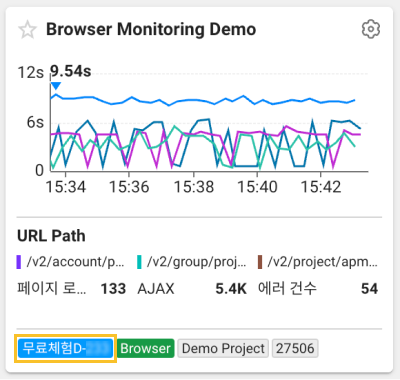 Browser Monitoring Demo
12s
9.54s
6s
0
15:34 15:36 15:38 15:40 15:42
URL Path
/v2/account/p... /v2/group/proj... /v2/project/apm...
페이지 로... 133 AJAX 5.4K 에러 건수 54
무료체험D- Browser Demo Project 27506